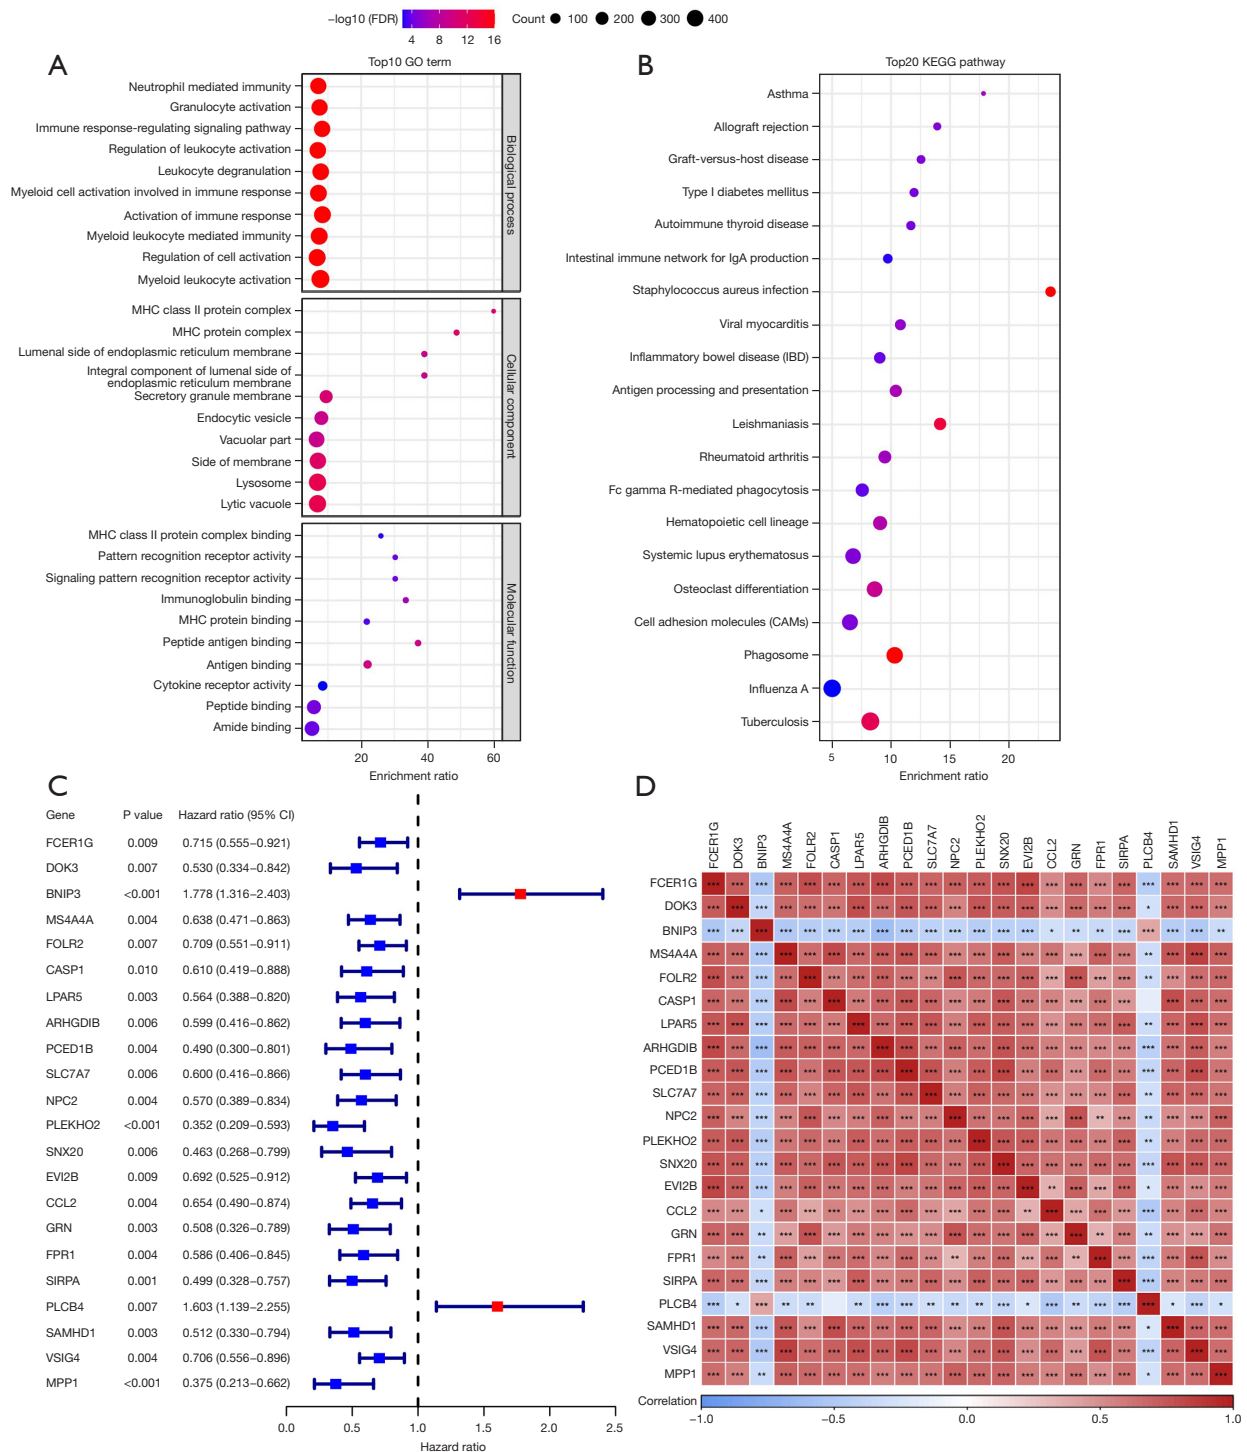 −log10 (FDR) 4 8 12 16 Count 100 200 300 400
A
Top10 GO term
Neutrophil mediated immunity
Granulocyte activation
Immune response-regulating signaling pathway
Regulation of leukocyte activation
Leukocyte degranulation
Myeloid cell activation involved in immune response
Activation of immune response
Myeloid leukocyte mediated immunity
Regulation of cell activation
Myeloid leukocyte activation
Biological process
MHC class II protein complex
MHC protein complex
Lumenal side of endoplasmic reticulum membrane
Integral component of lumenal side of
endoplasmic reticulum membrane
Secretory granule membrane
Endocytic vesicle
Vacuolar part
Side of membrane
Lysosome
Lytic vacuole
Cellular component
MHC class II protein complex binding
Pattern recognition receptor activity
Signaling pattern recognition receptor activity
Immunoglobulin binding
MHC protein binding
Peptide antigen binding
Antigen binding
Cytokine receptor activity
Peptide binding
Amide binding
Molecular function
20 40 60
Enrichment ratio
B
Top20 KEGG pathway
Asthma
Allograft rejection
Graft-versus-host disease
Type I diabetes mellitus
Autoimmune thyroid disease
Intestinal immune network for IgA production
Staphylococcus aureus infection
Viral myocarditis
Inflammatory bowel disease (IBD)
Antigen processing and presentation
Leishmaniasis
Rheumatoid arthritis
Fc gamma R-mediated phagocytosis
Hematopoietic cell lineage
Systemic lupus erythematosus
Osteoclast differentiation
Cell adhesion molecules (CAMs)
Phagosome
Influenza A
Tuberculosis
5 10 15 20
Enrichment ratio
C
Gene P value Hazard ratio (95% CI)
FCER1G 0.009 0.715 (0.555−0.921)
DOK3 0.007 0.530 (0.334−0.842)
BNIP3 <0.001 1.778 (1.316−2.403)
MS4A4A 0.004 0.638 (0.471−0.863)
FOLR2 0.007 0.709 (0.551−0.911)
CASP1 0.010 0.610 (0.419−0.888)
LPAR5 0.003 0.564 (0.388−0.820)
ARHGDIB 0.006 0.599 (0.416−0.862)
PCED1B 0.004 0.490 (0.300−0.801)
SLC7A7 0.006 0.600 (0.416−0.866)
NPC2 0.004 0.570 (0.389−0.834)
PLEKHO2 <0.001 0.352 (0.209−0.593)
SNX20 0.006 0.463 (0.268−0.799)
EVI2B 0.009 0.692 (0.525−0.912)
CCL2 0.004 0.654 (0.490−0.874)
GRN 0.003 0.508 (0.326−0.789)
FPR1 0.004 0.586 (0.406−0.845)
SIRPA 0.001 0.499 (0.328−0.757)
PLCB4 0.007 1.603 (1.139−2.255)
SAMHD1 0.003 0.512 (0.330−0.794)
VSIG4 0.004 0.706 (0.556−0.896)
MPP1 <0.001 0.375 (0.213−0.662)
0.0 0.5 1.0 1.5 2.0 2.5
Hazard ratio
D
FCER1G DOK3 BNIP3 MS4A4A FOLR2 CASP1 LPAR5 ARHGDIB PCED1B SLC7A7 NPC2 PLEKHO2 SNX20 EVI2B CCL2 GRN FPR1 SIRPA PLCB4 SAMHD1 VSIG4 MPP1
FCER1G
DOK3
BNIP3
MS4A4A
FOLR2
CASP1
LPAR5
ARHGDIB
PCED1B
SLC7A7
NPC2
PLEKHO2
SNX20
EVI2B
CCL2
GRN
FPR1
SIRPA
PLCB4
SAMHD1
VSIG4
MPP1
Correlation
−1.0 −0.5 0.0 0.5 1.0